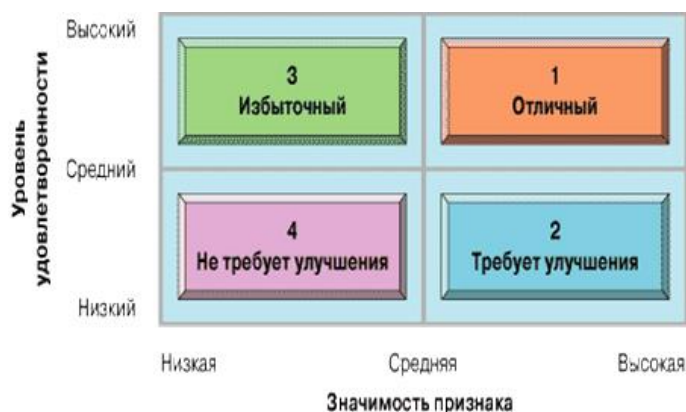 Высокий
3
Избыточный
1
Отличный
Уровень
удовлетворенности
Средний
4
Не требует улучшения
2
Требует улучшения
Низкий
Низкая
Средняя
Высокая
Значимость признака